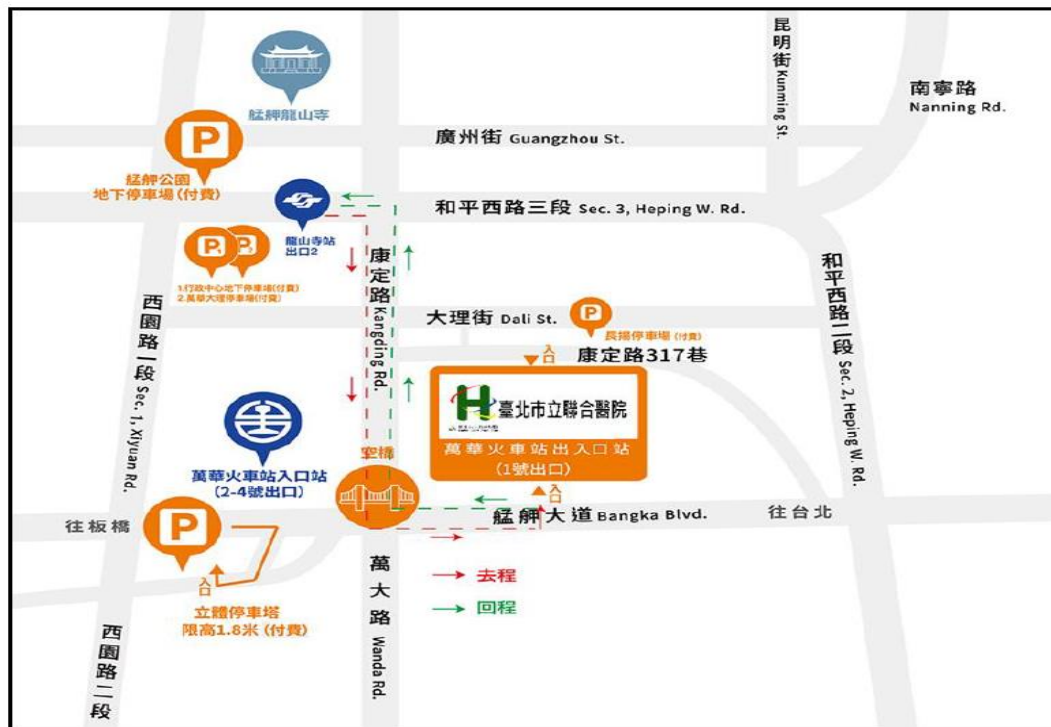 昆明街 Kunming St.
南寧路
Nanning Rd.
艋舺龍山寺
P
廣州街 Guangzhou St.
艋舺公園
地下停車場(付費)
和平西路三段 Sec. 3, Heping W. Rd.
龍山寺站
出口2
P
P
1.行政中心地下停車場(付費)
2.萬華大理停車場(付費)
康定路 Kangding Rd.
和平西路二段 Sec. 2, Heping W. Rd.
西園路一段 Sec. 1, Xiyuan Rd.
大理街 Dali St.
P
長揚停車場 (付費)
入口
康定路317巷
臺北市立聯合醫院
萬華火車站出入口站
(1號出口)
空橋
萬華火車站入口站
(2-4號出口)
入口
往板橋
P
艋舺大道 Bangka Blvd.
往台北
入口
立體停車塔
限高1.8米 (付費)
萬大路 Wanda Rd.
去程
回程
西園路二段